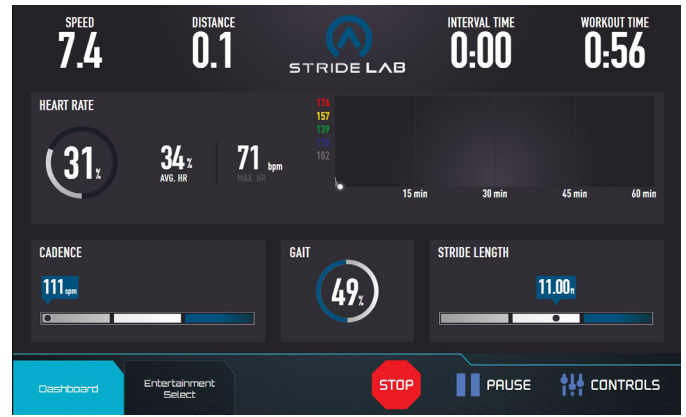 SPEED
7.4
DISTANCE
0.1
STRIDE LAB
INTERVAL TIME
0:00
WORKOUT TIME
0:56
HEART RATE
31%
34%
AVG. HR
71 bpm
MAX. HR
176
157
139
120
102
15 min
30 min
45 min
60 min
CADENCE
111 spm
GAIT
49%
STRIDE LENGTH
11.00 ft
Dashboard
Entertainment
Select
STOP
PAUSE
CONTROLS